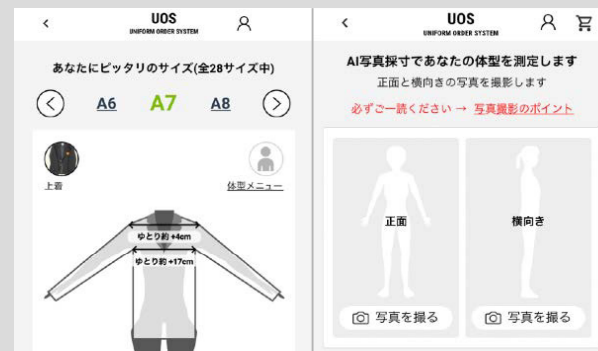 UOS
UNIFORM ORDER SYSTEM
あなたにピッタリのサイズ(全28サイズ中)
A6
A7
A8
上着
体型メニュー
ゆとり約+4cm
ゆとり約+17cm
UOS
UNIFORM ORDER SYSTEM
AI写真採寸であなたの体型を測定します
正面と横向きの写真を撮影します
必ずご一読ください → 写真撮影のポイント
正面
横向き
写真を撮る
写真を撮る